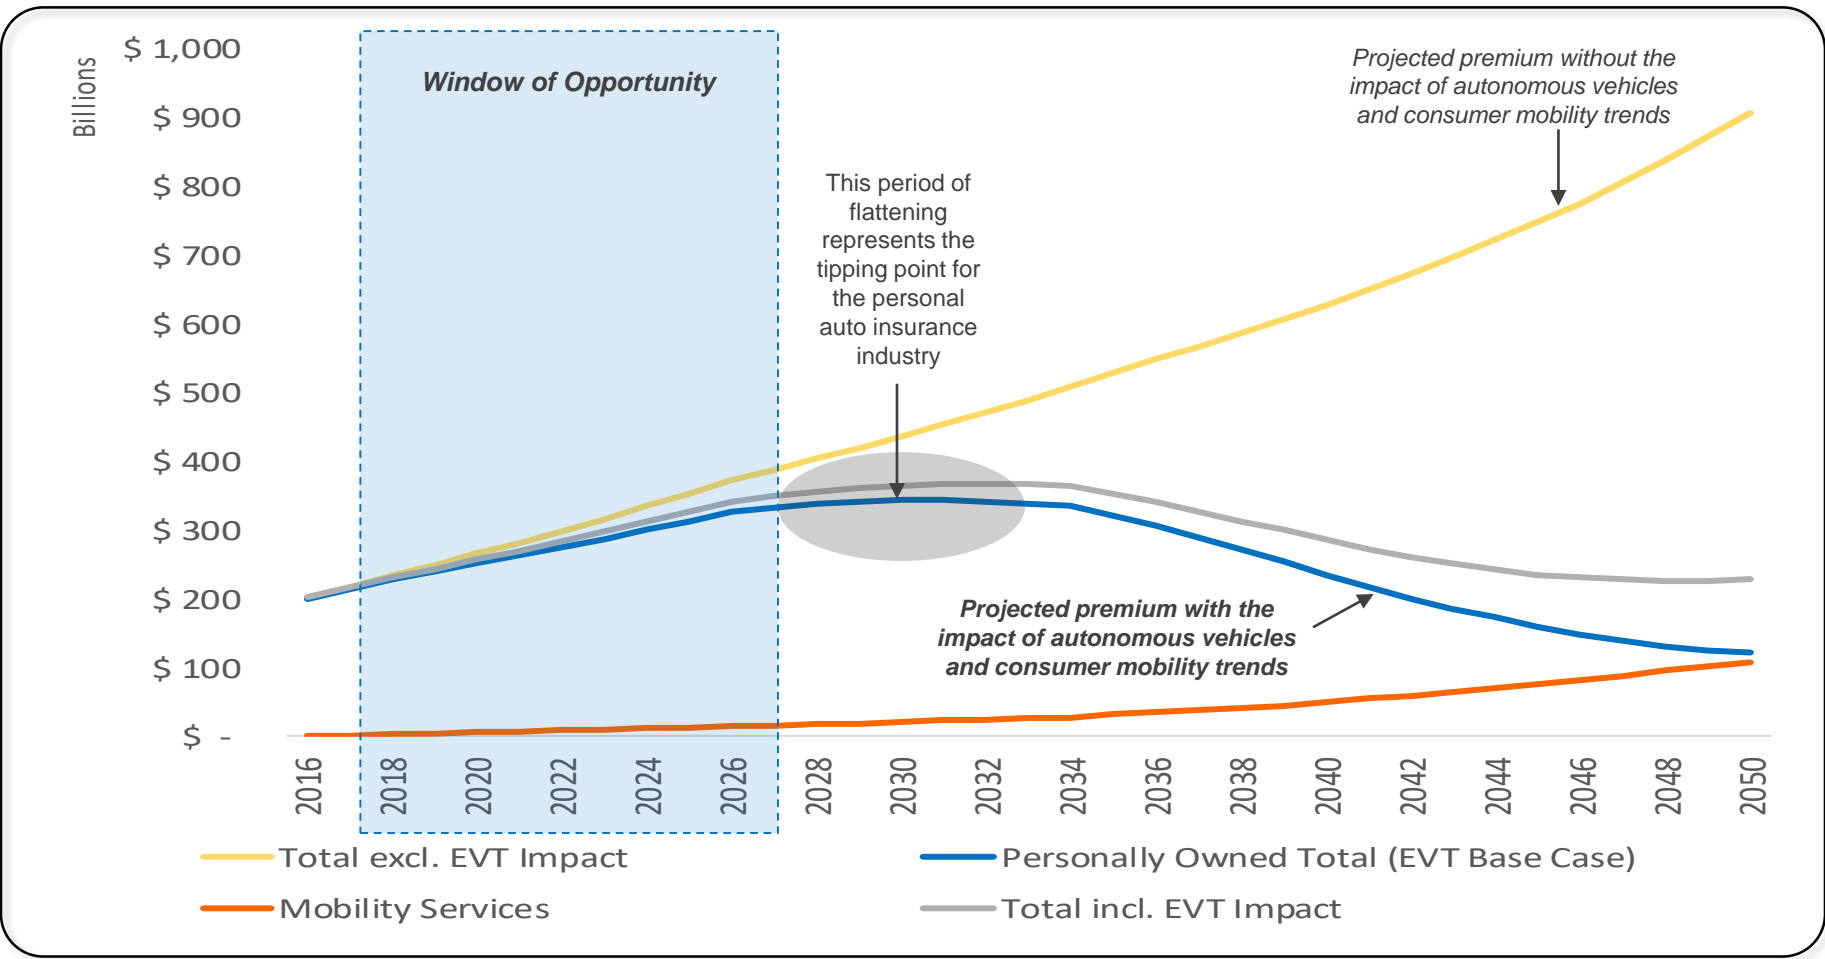 Billions
$ 1,000
$ 900
$ 800
$ 700
$ 600
$ 500
$ 400
$ 300
$ 200
$ 100
$ -
Window of Opportunity
This period of
flattening
represents the
tipping point for
the personal
auto insurance
industry
Projected premium without the
impact of autonomous vehicles
and consumer mobility trends
Projected premium with the
impact of autonomous vehicles
and consumer mobility trends
2016
2018
2020
2022
2024
2026
2028
2030
2032
2034
2036
2038
2040
2042
2044
2046
2048
2050
Total excl. EVT Impact
Personally Owned Total (EVT Base Case)
Mobility Services
Total incl. EVT Impact